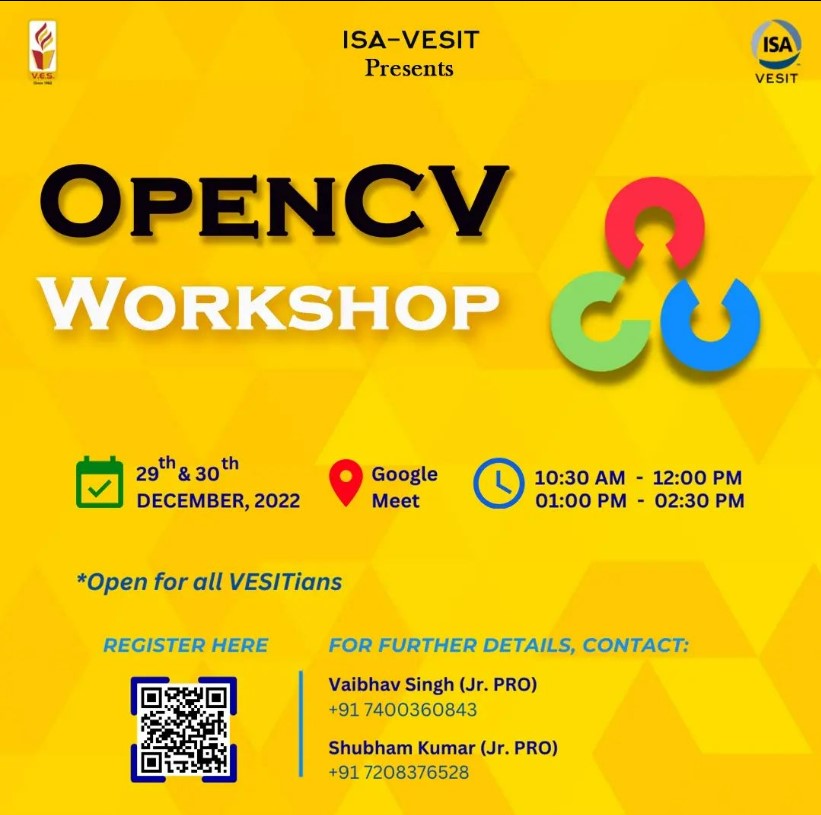 ISA-VESIT
Presents
V.E.S.
Since 1962
ISA
VESIT
OPENCV
WORKSHOP
29th & 30th
DECEMBER, 2022
Google
Meet
10:30 AM - 12:00 PM
01:00 PM - 02:30 PM
*Open for all VESITians
REGISTER HERE
FOR FURTHER DETAILS, CONTACT:
Vaibhav Singh (Jr. PRO)
+91 7400360843
Shubham Kumar (Jr. PRO)
+91 7208376528